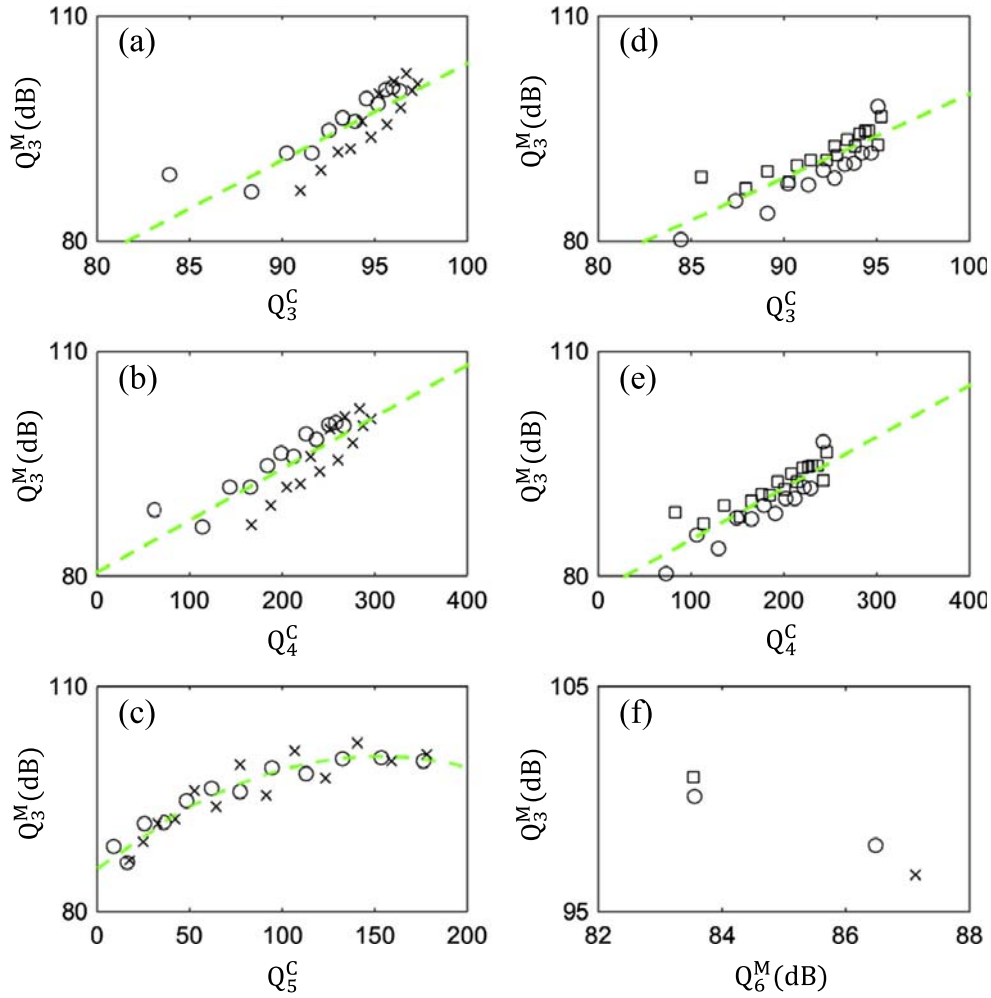 (a)
110
80
Q₃ᴹ(dB)
80 85 90 95 100
Q₃ᶜ
(d)
110
80
Q₃ᴹ(dB)
80 85 90 95 100
Q₃ᶜ
(b)
110
80
Q₃ᴹ(dB)
0 100 200 300 400
Q₄ᶜ
(e)
110
80
Q₃ᴹ(dB)
0 100 200 300 400
Q₄ᶜ
(c)
110
80
Q₃ᴹ(dB)
0 50 100 150 200
Q₅ᶜ
(f)
105
95
Q₃ᴹ(dB)
82 84 86 88
Q₆ᴹ(dB)